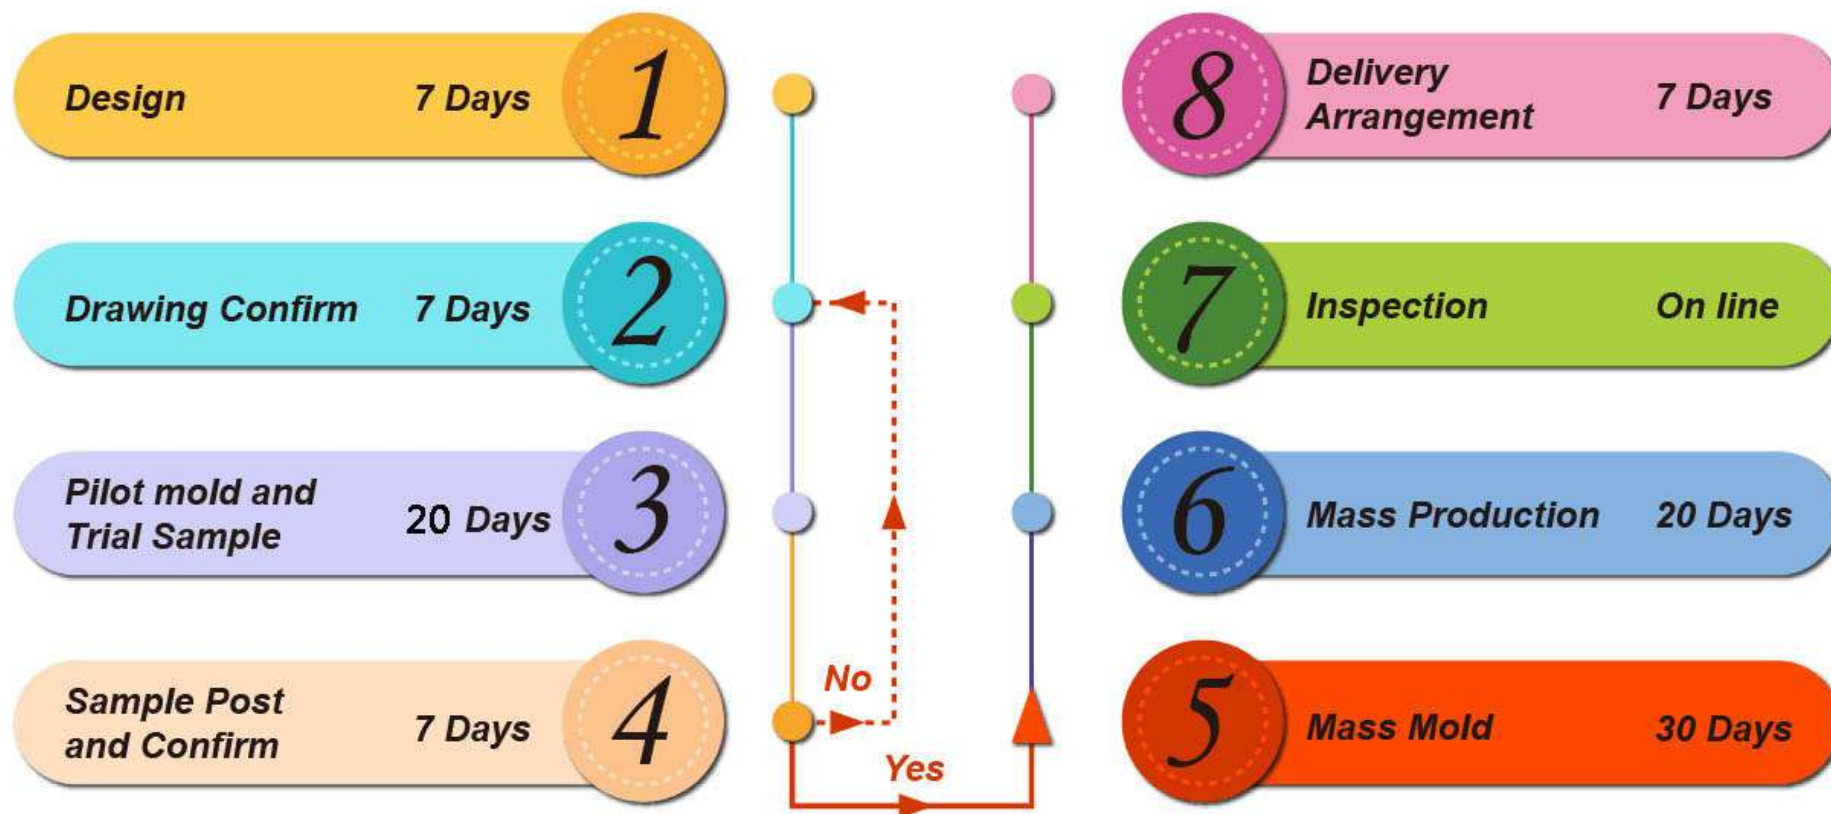 Design 7 Days 1
Drawing Confirm 7 Days 2
Pilot mold and
Trial Sample 20 Days 3
Sample Post
and Confirm 7 Days 4
No
Yes
8 Delivery
Arrangement 7 Days
7 Inspection On line
6 Mass Production 20 Days
5 Mass Mold 30 Days